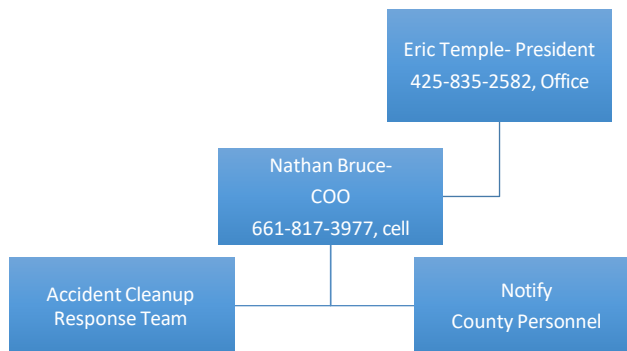 Eric Temple- President
425-835-2582, Office
Nathan Bruce-
COO
661-817-3977, cell
Accident Cleanup
Response Team
Notify
County Personnel